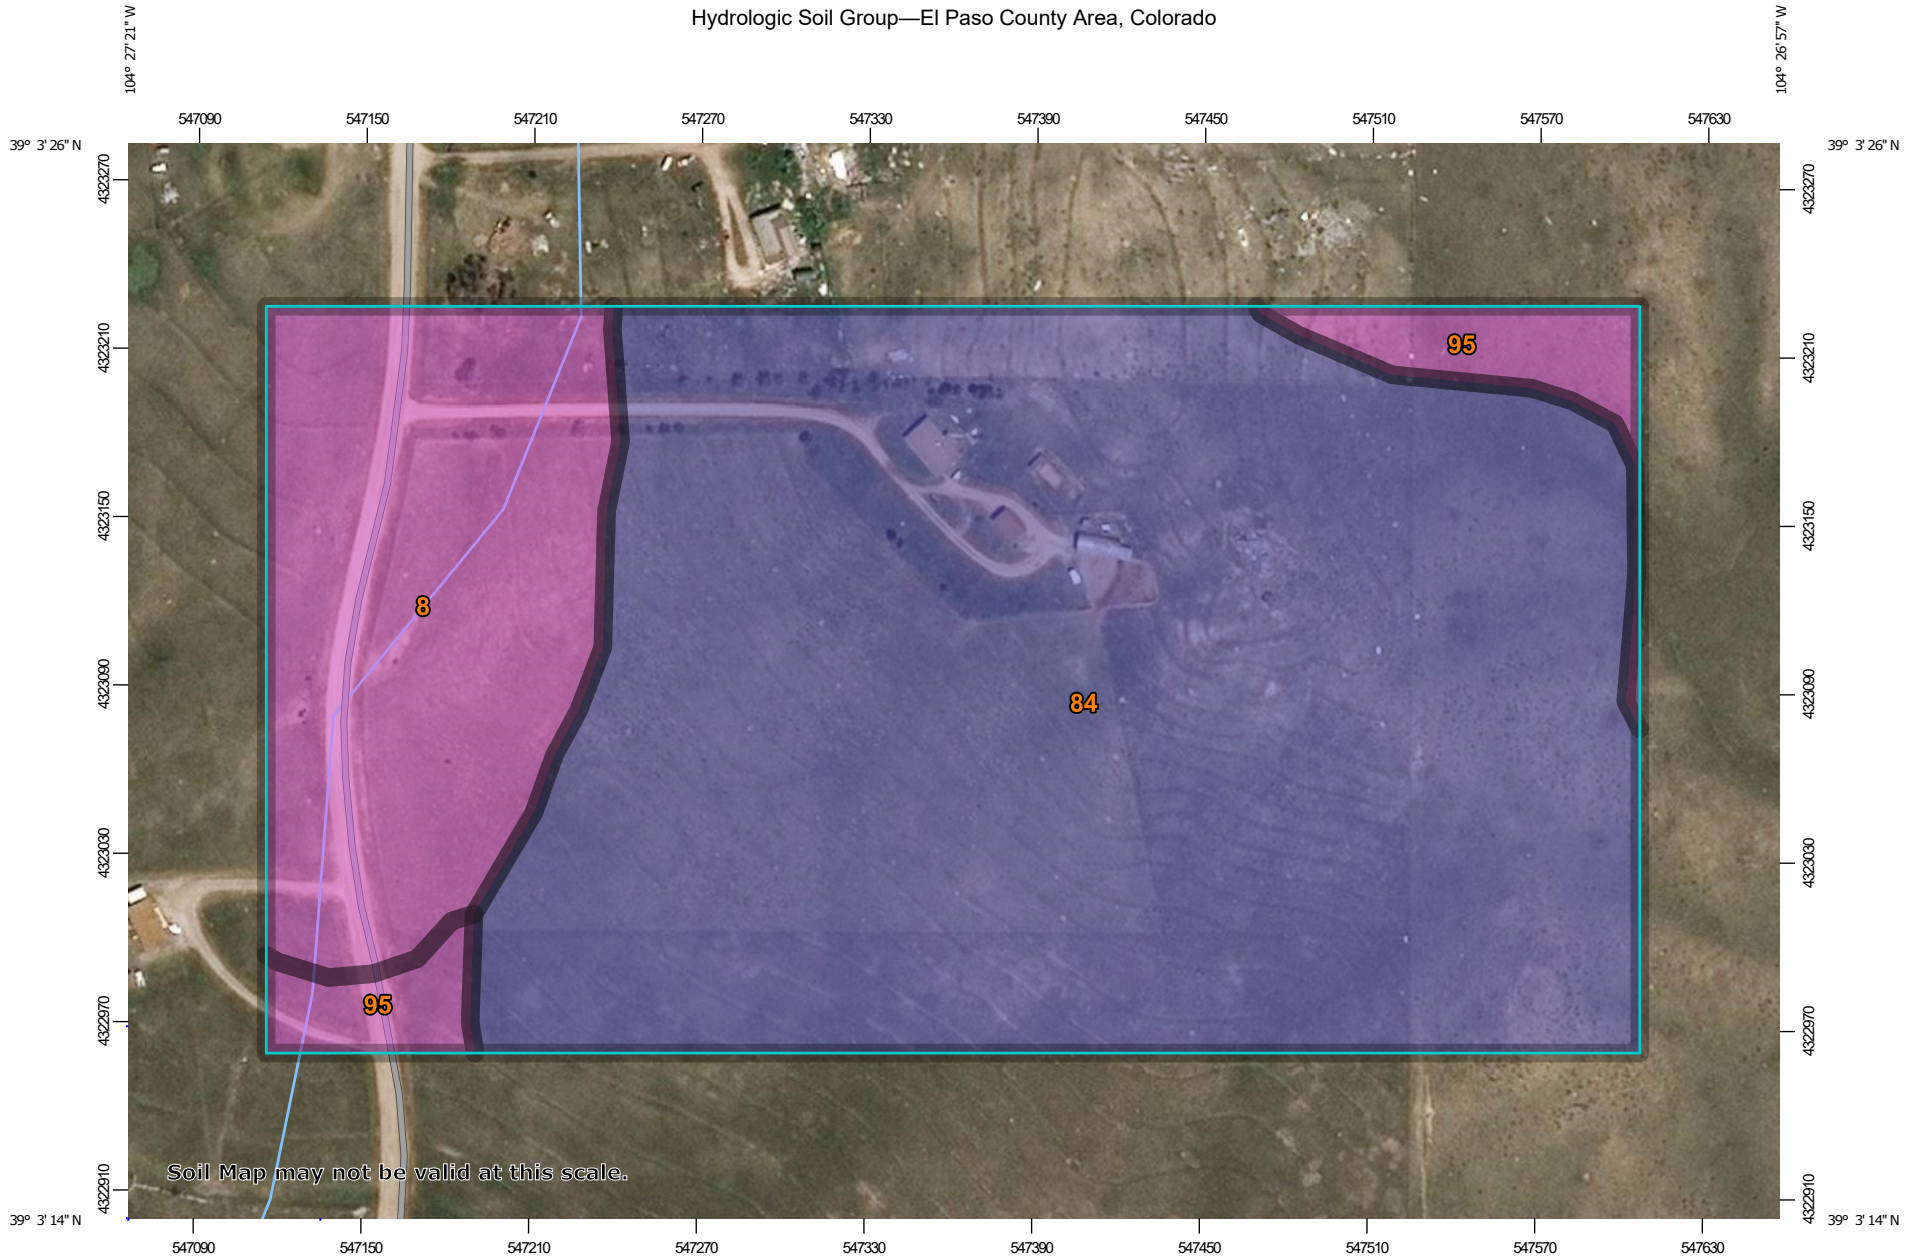 Hydrologic Soil Group—El Paso County Area, Colorado
104° 27' 21'' W
104° 26' 57'' W
547090 547150 547210 547270 547330 547390 547450 547510 547570 547630
39° 3' 26'' N
39° 3' 26'' N
4323270
4323270
4323210
4323210
95
4323150
4323150
8
4323090
4323090
84
4323030
4323030
95
4322970
4322970
Soil Map may not be valid at this scale.
4322910
4322910
39° 3' 14'' N
39° 3' 14'' N
547090 547150 547210 547270 547330 547390 547450 547510 547570 547630